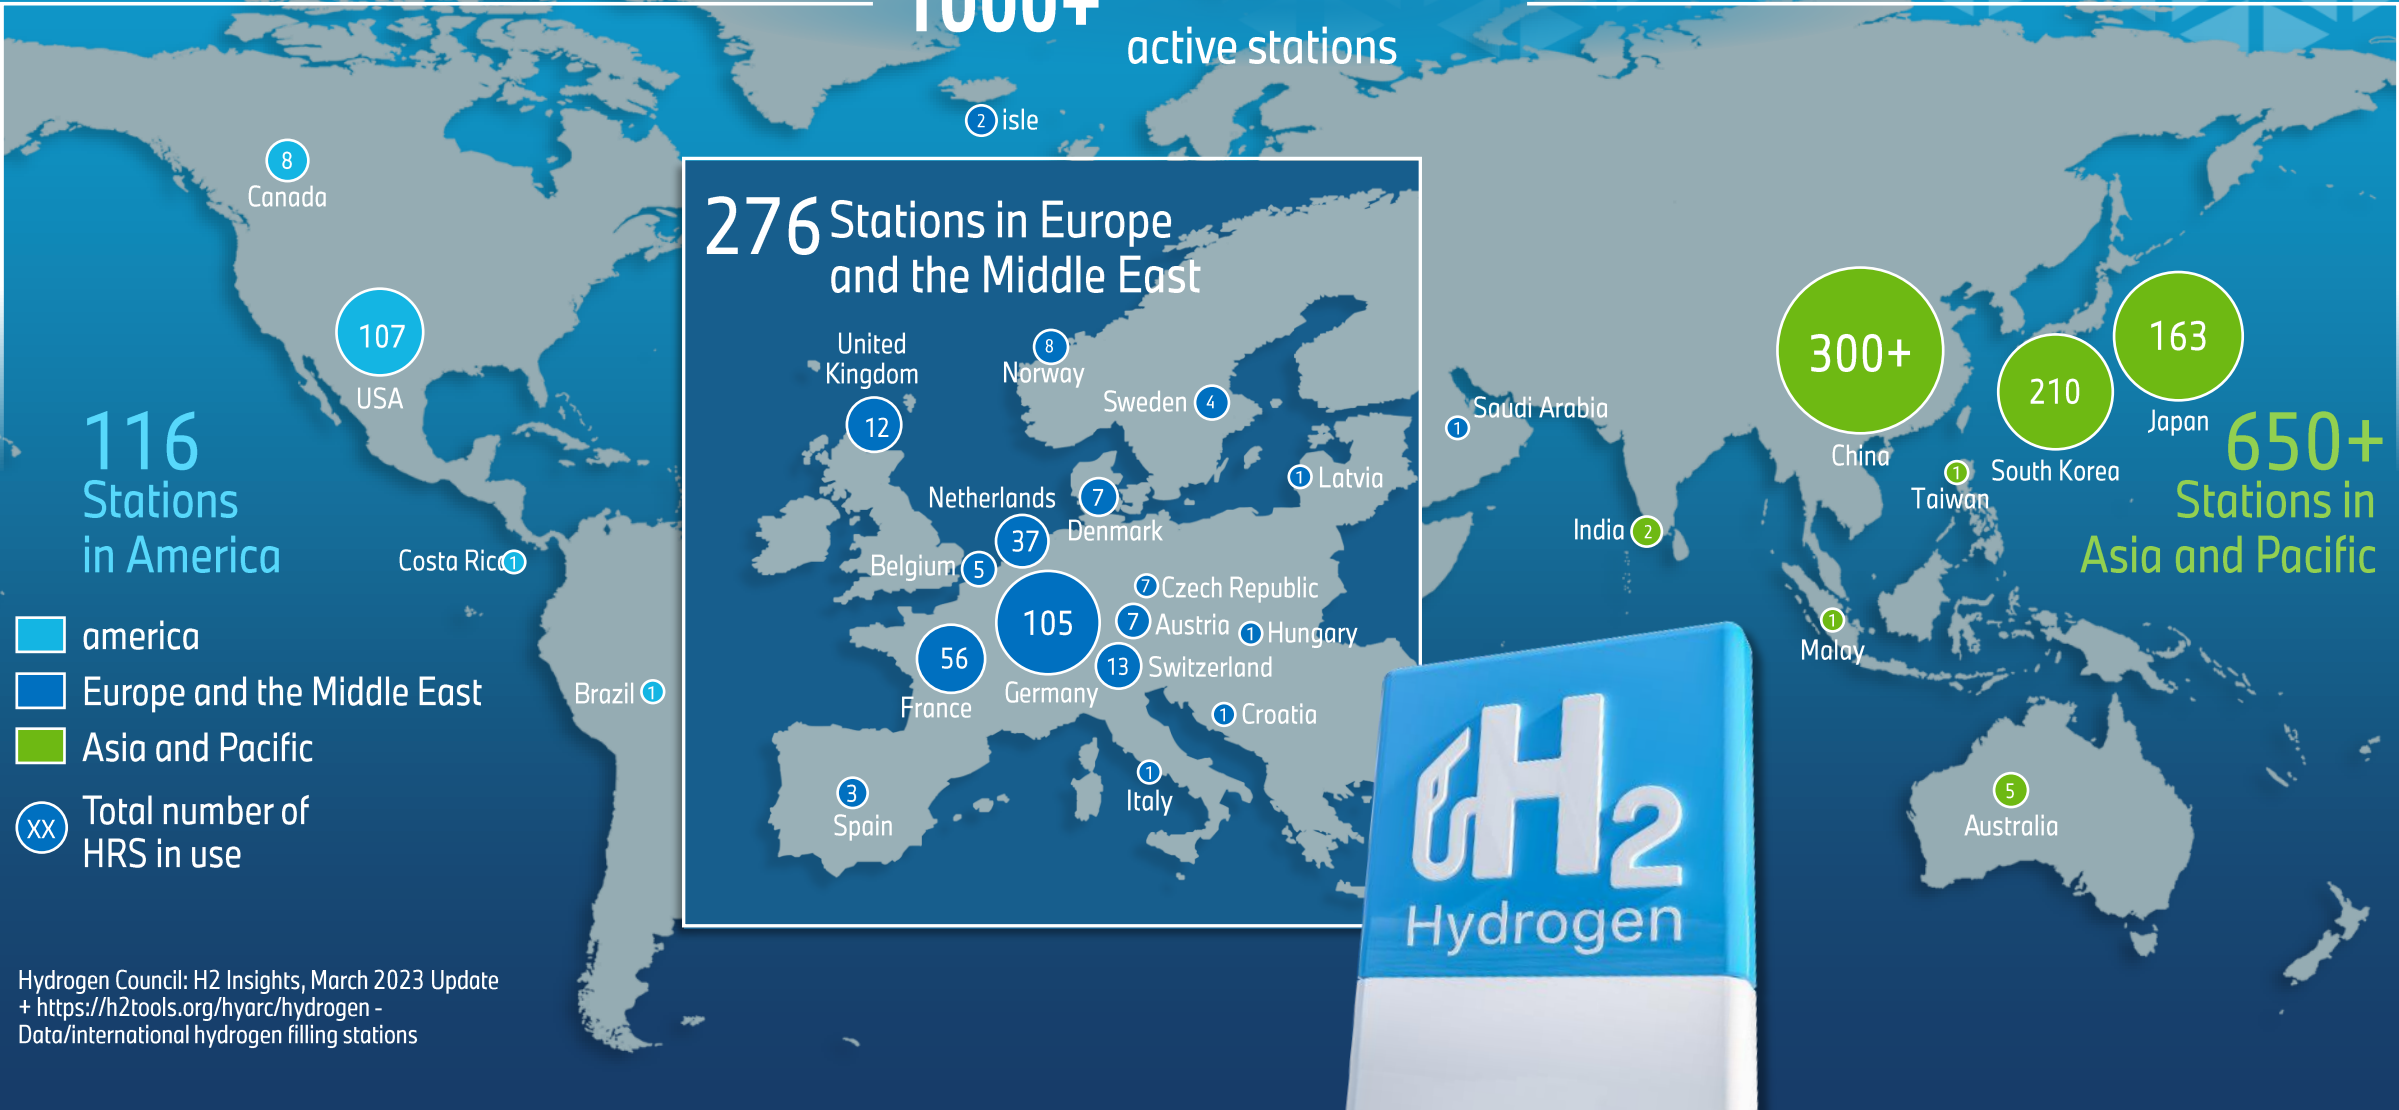 1000+
active stations
2 isle
8
Canada
107
USA
116
Stations
in America
Costa Rica 1
Brazil 1
america
Europe and the Middle East
Asia and Pacific
XX
Total number of
HRS in use
Hydrogen Council: H2 Insights, March 2023 Update
+ https://h2tools.org/hyarc/hydrogen -
Data/international hydrogen filling stations
276 Stations in Europe
and the Middle East
United
Kingdom
12
8
Norway
Sweden 4
1 Latvia
Netherlands
37
7
Denmark
Belgium 5
105
Germany
7 Czech Republic
7 Austria
1 Hungary
56
France
13 Switzerland
1 Croatia
1
Italy
3
Spain
Saudi Arabia
1
India 2
300+
China
210
South Korea
163
Japan
1
Taiwan
650+
Stations in
Asia and Pacific
1
Malay
5
Australia
H2
Hydrogen